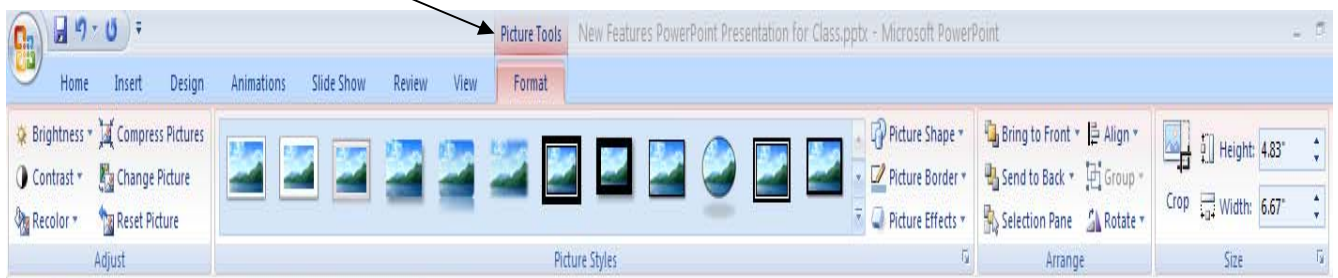 Picture Tools New Features PowerPoint Presentation for Class.pptx - Microsoft PowerPoint
Home Insert Design Animations Slide Show Review View Format
Brightness Compress Pictures Picture Shape Bring to Front Align Height: 4.83"
Contrast Change Picture Picture Border Send to Back Group
Recolor Reset Picture Picture Effects Selection Pane Rotate Crop Width: 6.67"
Adjust Picture Styles Arrange Size